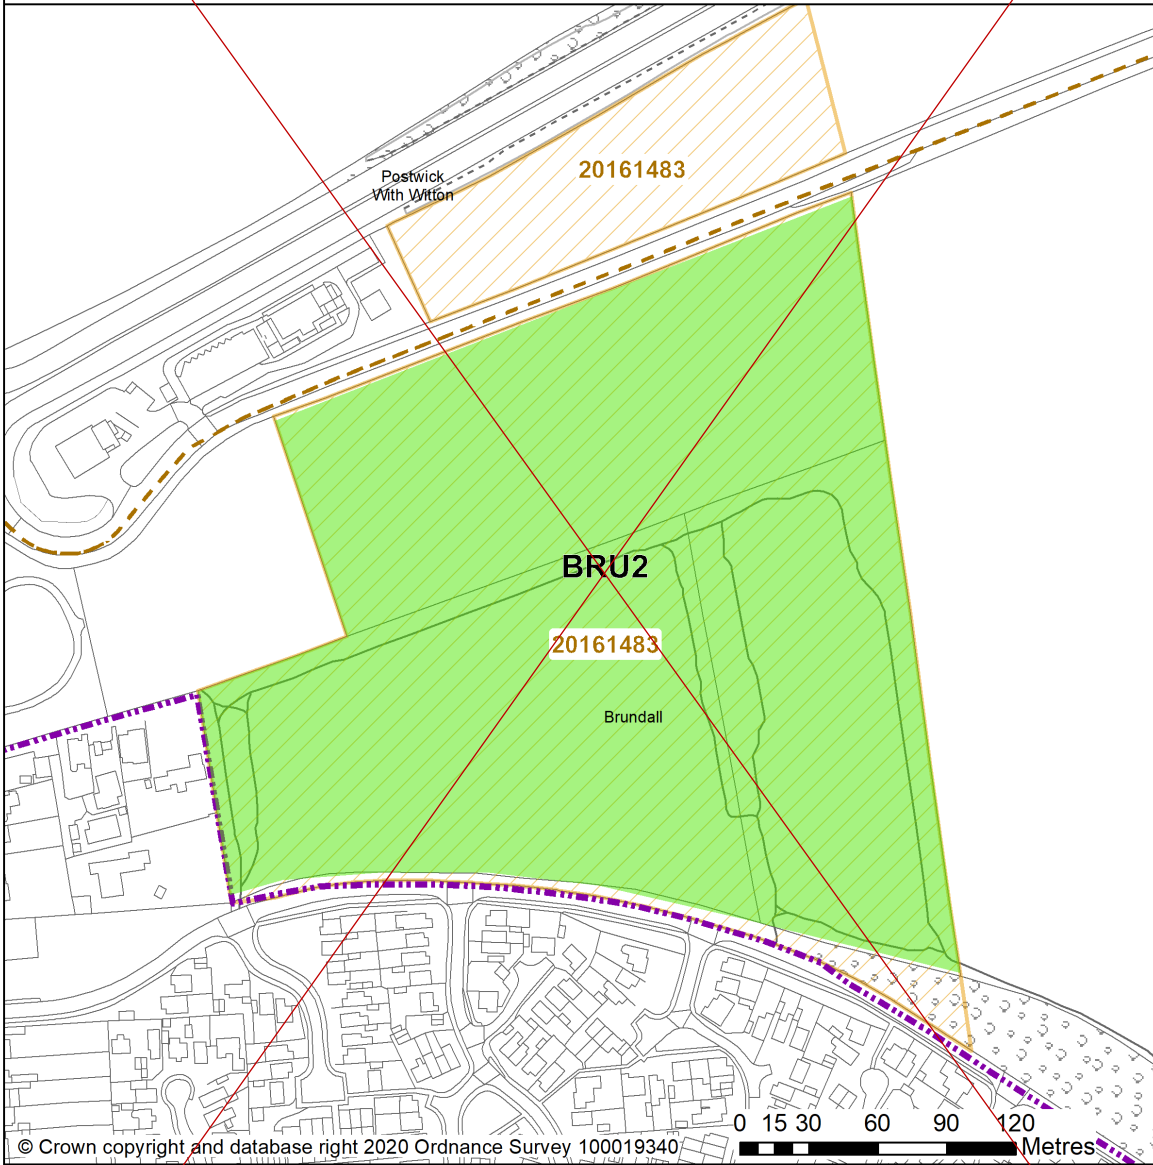 20161483
Postwick
With Witton
BRU2
20161483
Brundall
0 15 30 60 90 120
Metres
© Crown copyright and database right 2020 Ordnance Survey 100019340